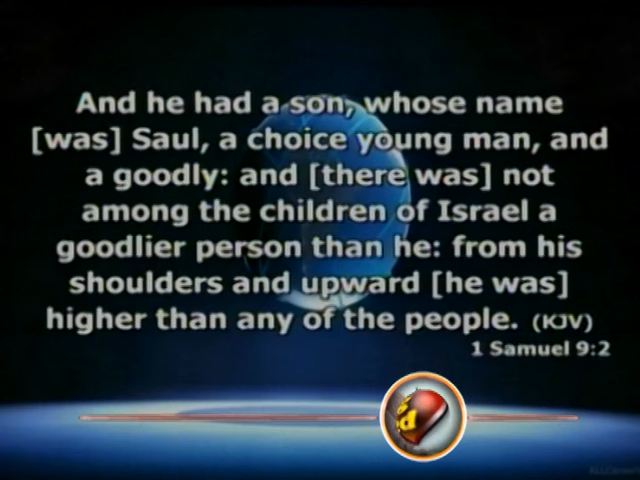 And he had a son, whose name
[was] Saul, a choice young man, and
a goodly: and [there was] not
among the children of Israel a
goodlier person than he: from his
shoulders and upward [he was]
higher than any of the people. (KJV)
1 Samuel 9:2